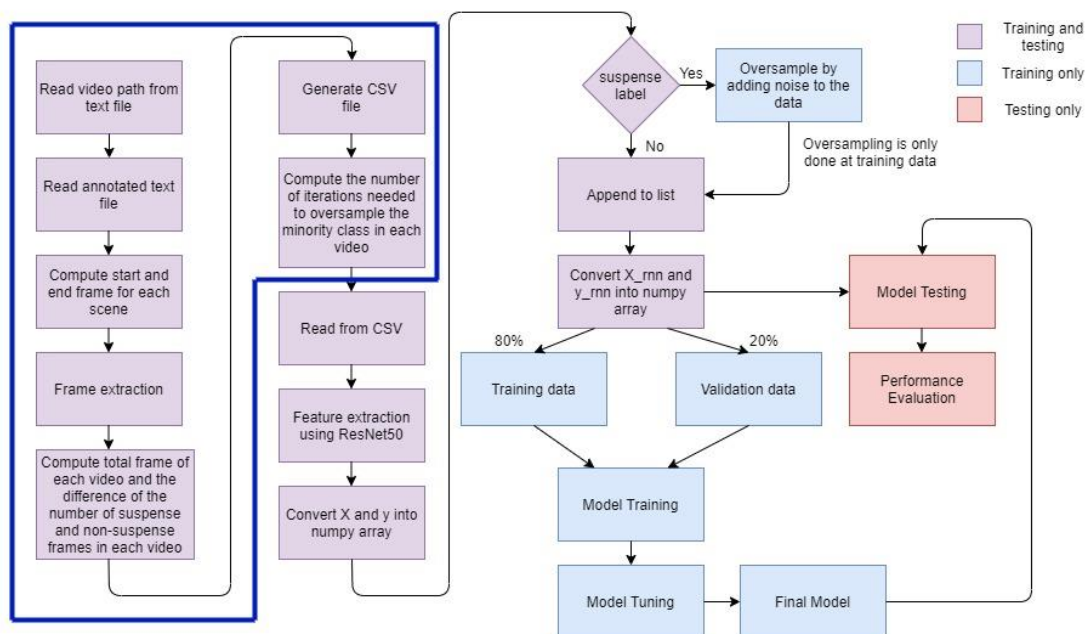 Read video path from
text file
Read annotated text
file
Compute start and
end frame for each
scene
Frame extraction
Compute total frame of
each video and the
difference of the
number of suspense
and non-suspense
frames in each video
Generate CSV
file
Compute the number
of iterations needed
to oversample the
minority class in each
video
Read from CSV
Feature extraction
using ResNet50
Convert X and y into
numpy array
suspense
label
Yes
No
Oversample by
adding noise to the
data
Oversampling is only
done at training data
Append to list
Convert X_rnn and
y_rnn into numpy
array
80%
20%
Training data
Validation data
Model Training
Model Tuning
Final Model
Model Testing
Performance
Evaluation
Training and
testing
Training only
Testing only